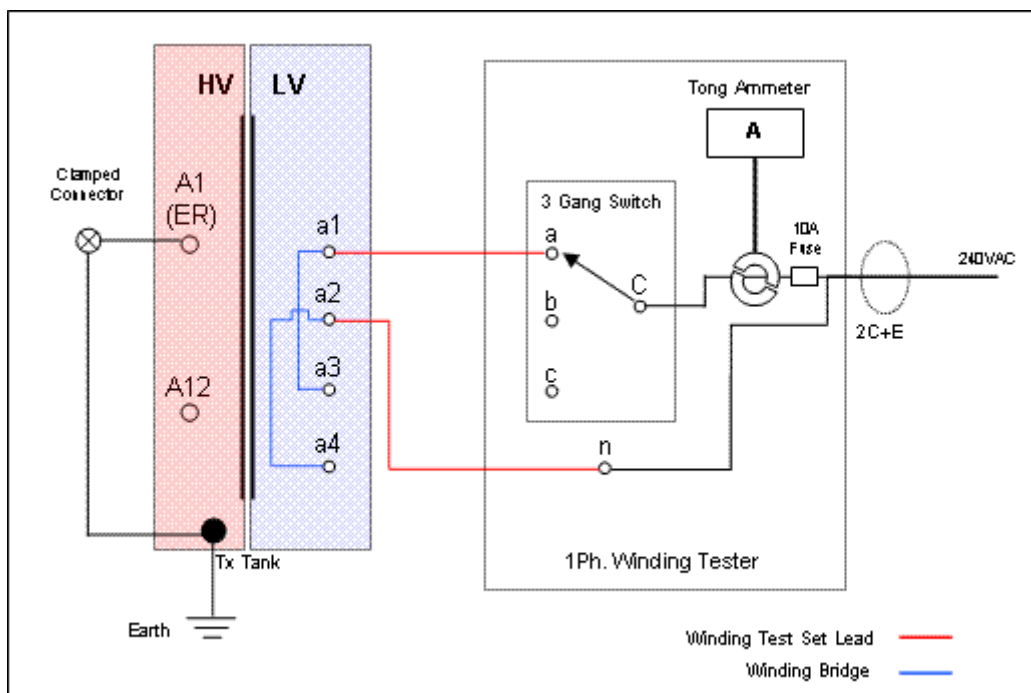 HV
LV
Clamped
Connector
A1
(ER)
A12
a1
a2
a3
a4
Tx Tank
Earth
Tong Ammeter
A
3 Gang Switch
a
b
c
C
10A
Fuse
240VAC
2C+E
n
1Ph. Winding Tester
Winding Test Set Lead
Winding Bridge